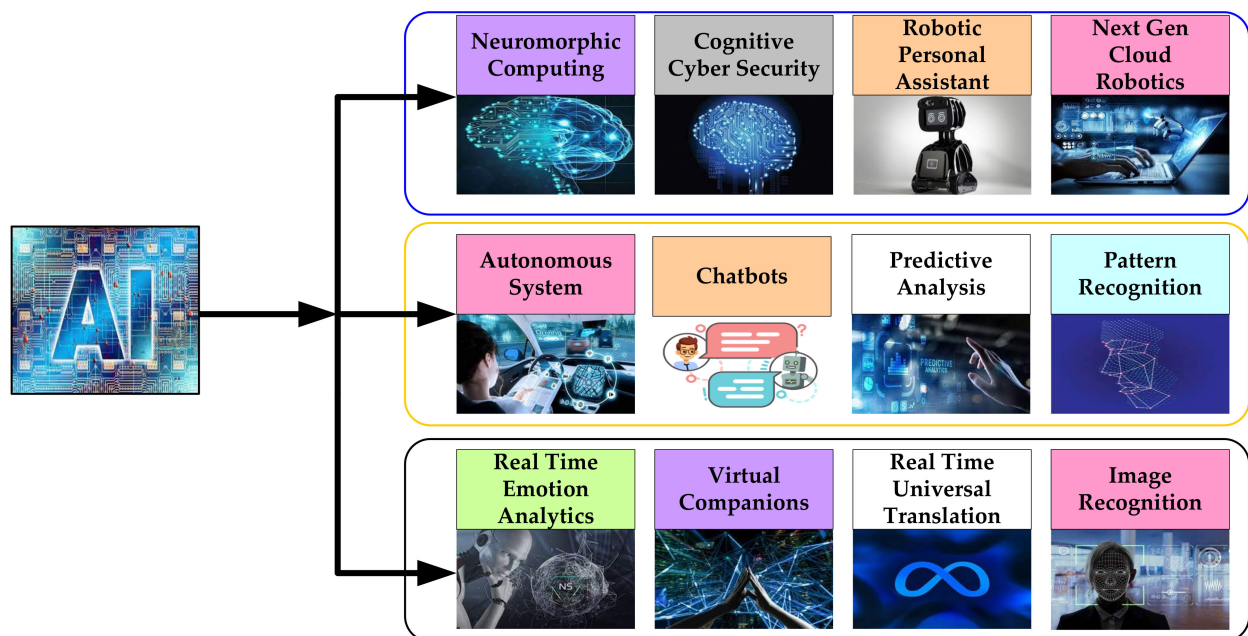 Neuromorphic
Computing
Cognitive
Cyber Security
Robotic
Personal
Assistant
Next Gen
Cloud
Robotics
AI
Autonomous
System
Chatbots
Predictive
Analysis
Pattern
Recognition
?
!
PREDICTIVE
ANALYTICS
Real Time
Emotion
Analytics
Virtual
Companions
Real Time
Universal
Translation
Image
Recognition
NS